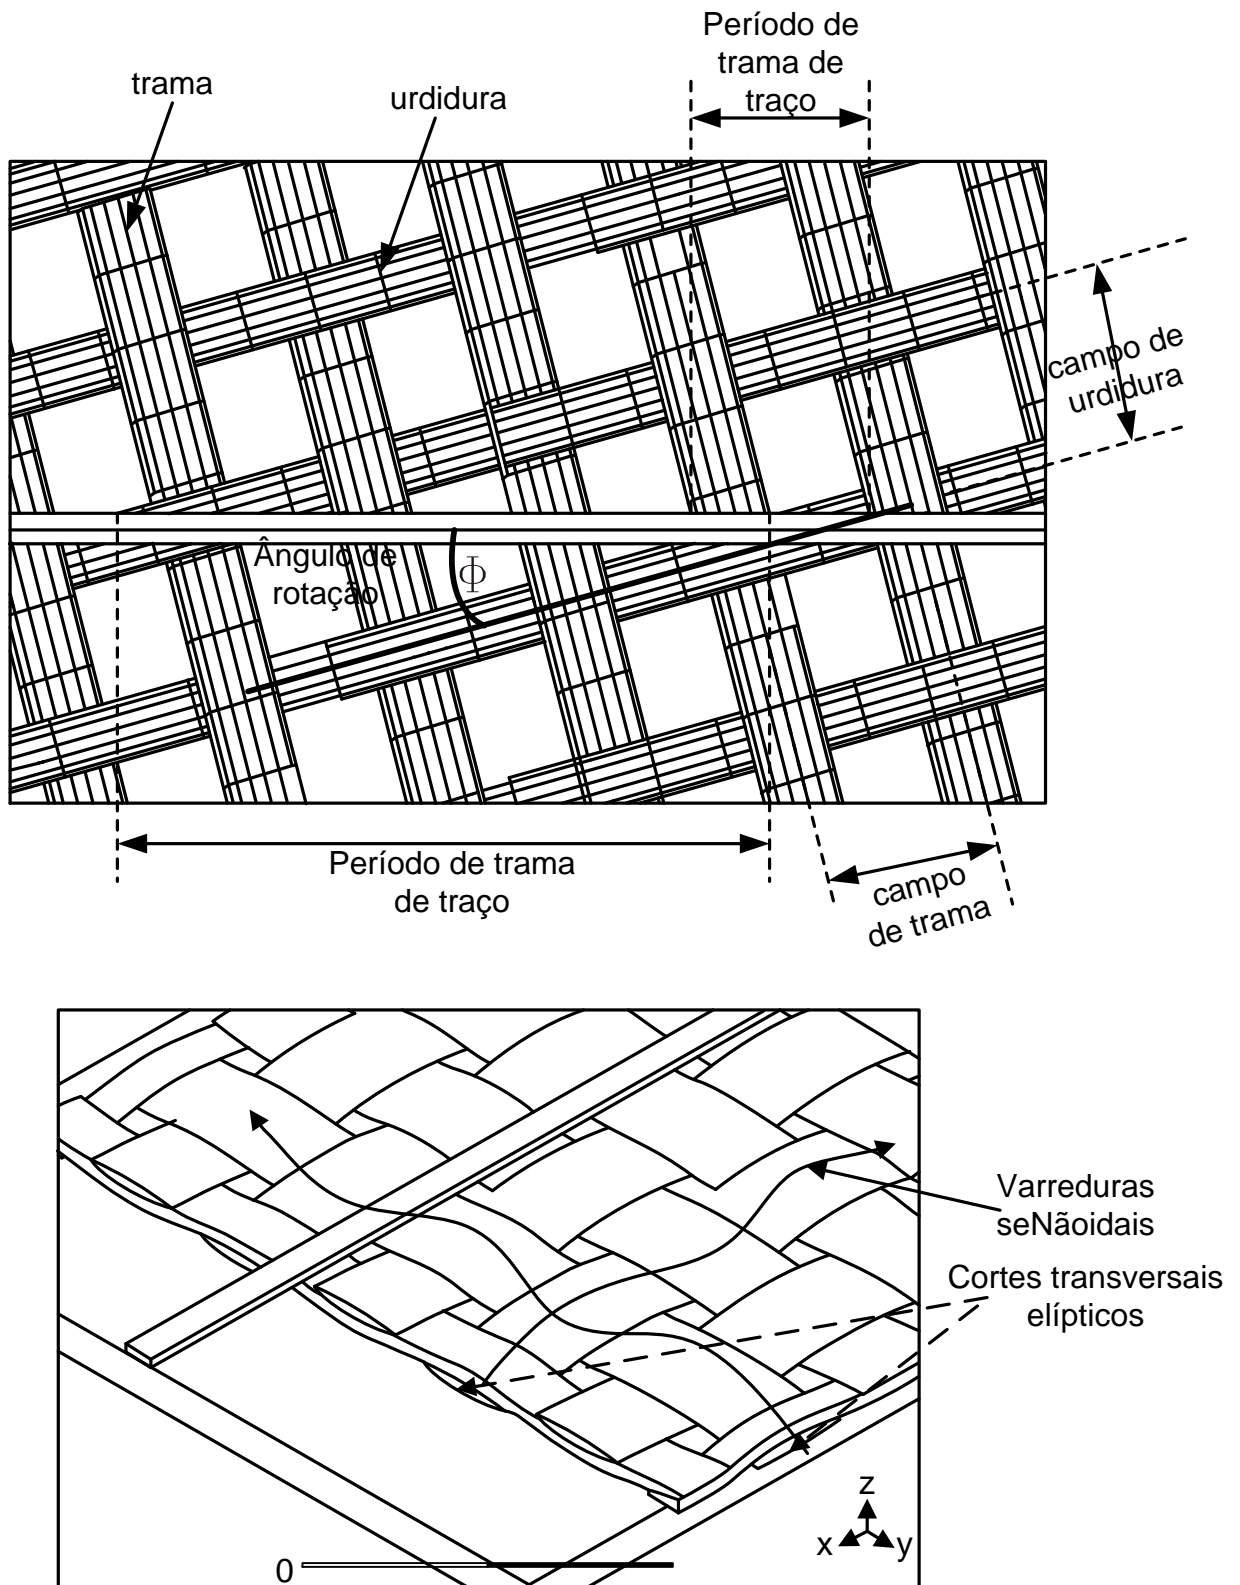 Período de
trama de
traço
trama
urdidura
campo de
urdidura
Ângulo de
rotação
Φ
Período de trama
de traço
campo
de trama
Varreduras
seNãoidais
Cortes transversais
elípticos
z
x
y
0